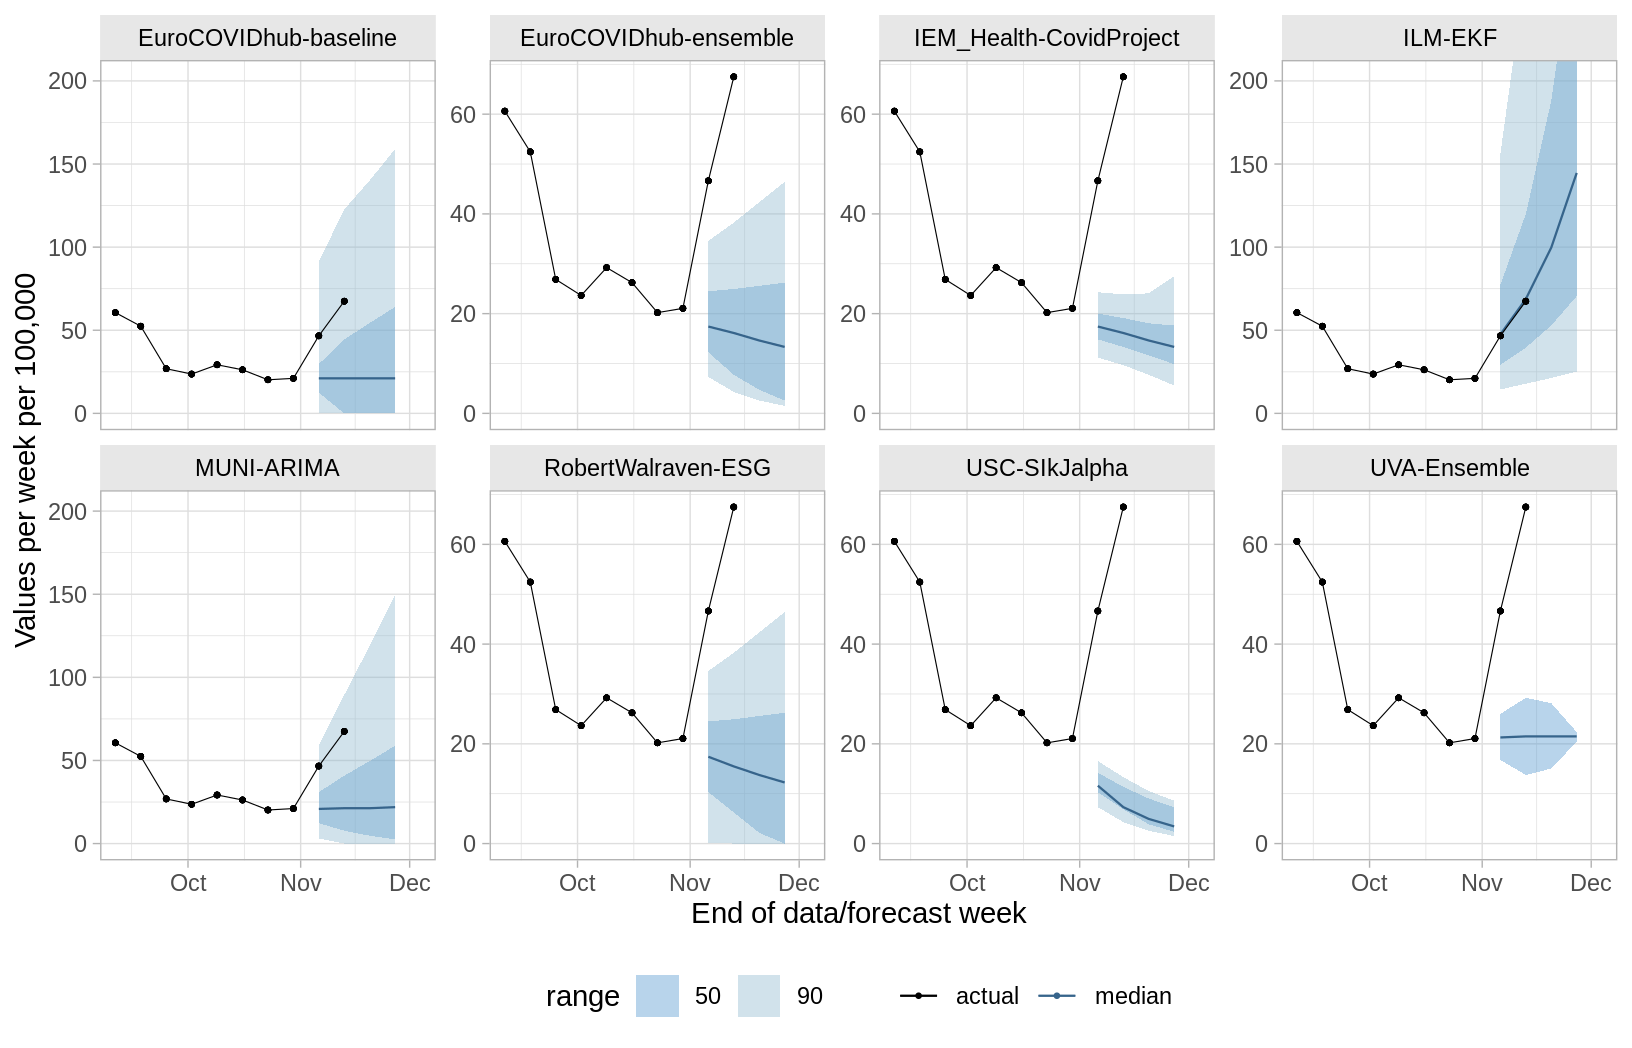 EuroCOVIDhub-baseline EuroCOVIDhub-ensemble IEM_Health-CovidProject ILM-EKF
200 60 60 200
150 40 40 150
100 20 20 100
50 0 0 50
0 0
Values per week per 100,000
MUNI-ARIMA RobertWalraven-ESG USC-SIkJalpha UVA-Ensemble
200 60 60 60
150 40 40 40
100 20 20 20
50 0 0 0
0
Oct Nov Dec Oct Nov Dec Oct Nov Dec Oct Nov Dec
End of data/forecast week
range 50 90 actual median